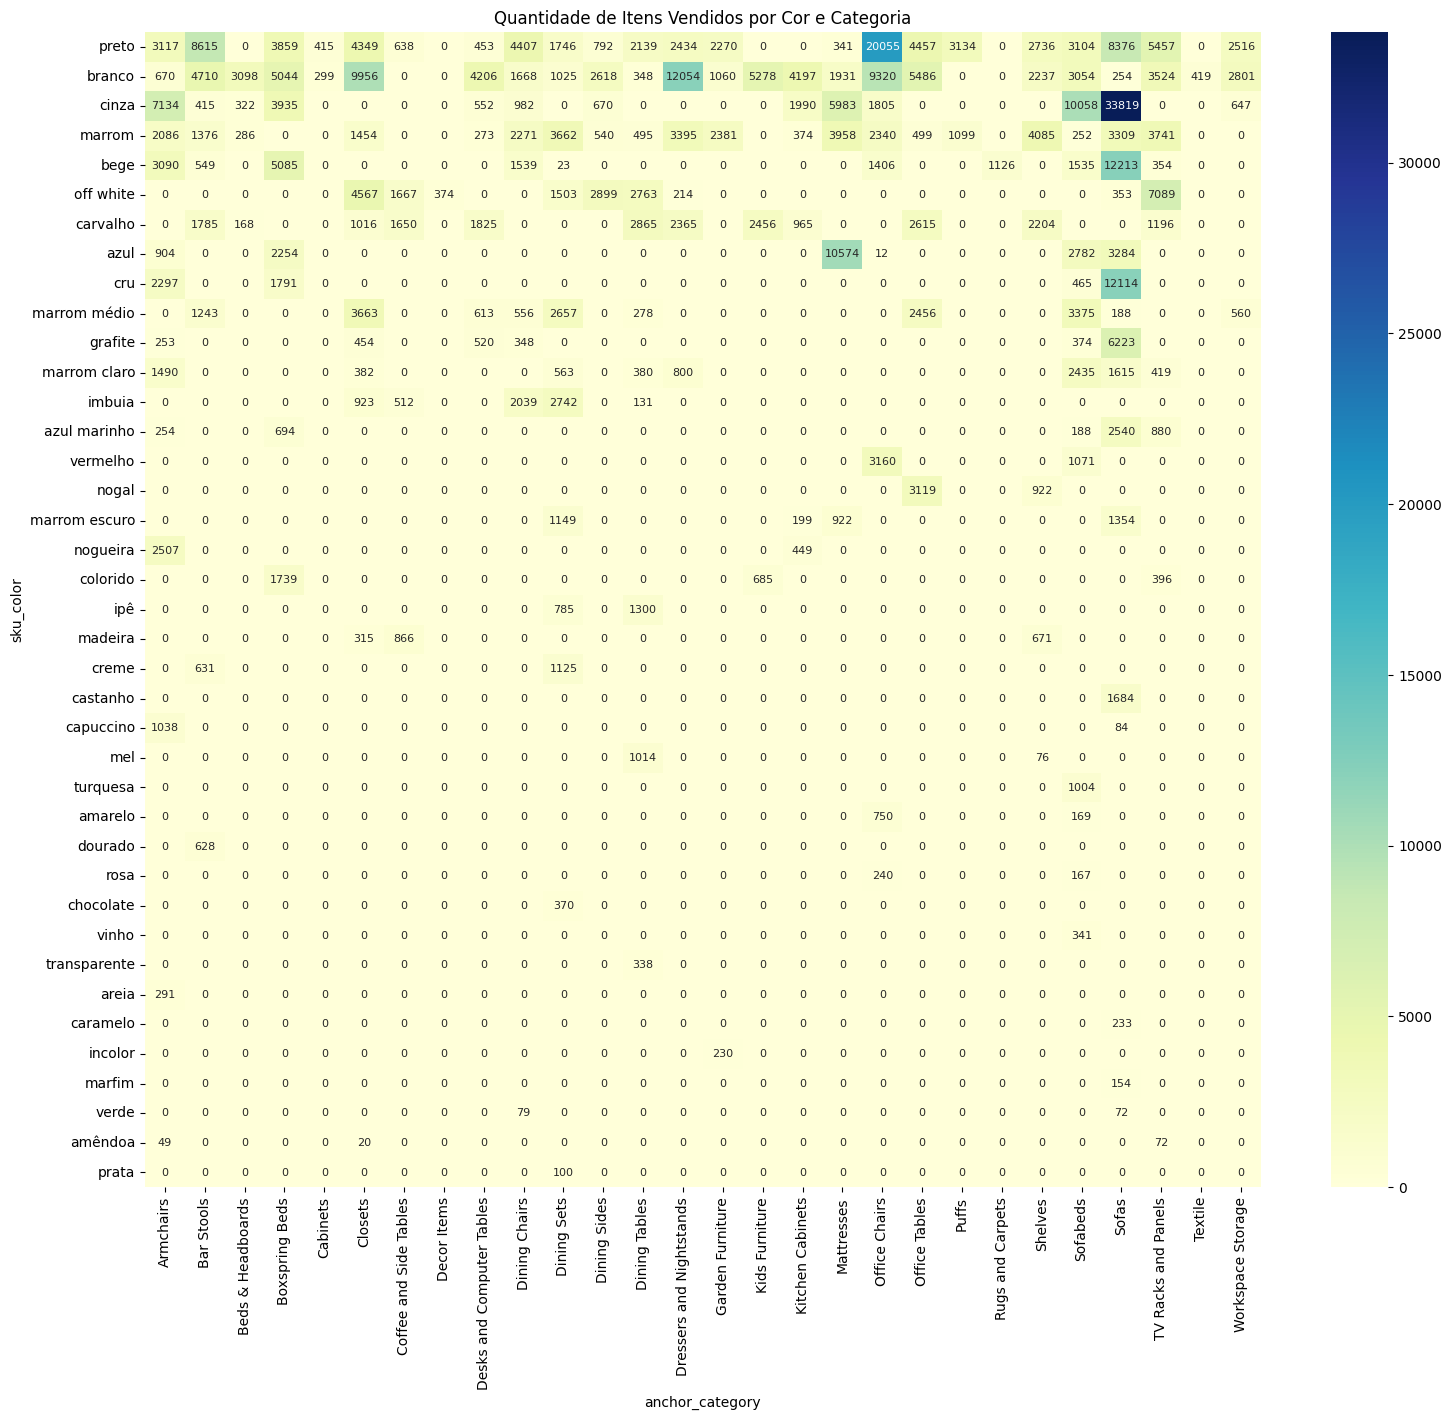 Quantidade de Itens Vendidos por Cor e Categoria
preto 3117 8615 0 3859 415 4349 638 0 453 4407 1746 792 2139 2434 2270 0 0 341 20055 4457 3134 0 2736 3104 8376 5457 0 2516
branco 670 4710 3098 5044 299 9956 0 0 4206 1668 1025 2618 348 12054 1060 5278 4197 1931 9320 5486 0 0 2237 3054 254 3524 419 2801
cinza 7134 415 322 3935 0 0 0 0 552 982 0 670 0 0 0 0 1990 5983 1805 0 0 0 0 10058 33819 0 0 647
marrom 2086 1376 286 0 0 1454 0 0 273 2271 3662 540 495 3395 2381 0 374 3958 2340 499 1099 0 4085 252 3309 3741 0 0
bege 3090 549 0 5085 0 0 0 0 0 1539 23 0 0 0 0 0 0 0 1406 0 0 1126 0 1535 12213 354 0 0
off white 0 0 0 0 0 4567 1667 374 0 0 1503 2899 2763 214 0 0 0 0 0 0 0 0 0 0 353 7089 0 0
carvalho 0 1785 168 0 0 1016 1650 0 1825 0 0 0 2865 2365 0 2456 965 0 0 2615 0 0 2204 0 0 1196 0 0
azul 904 0 0 2254 0 0 0 0 0 0 0 0 0 0 0 0 0 10574 12 0 0 0 0 2782 3284 0 0 0
cru 2297 0 0 1791 0 0 0 0 0 0 0 0 0 0 0 0 0 0 0 0 0 0 0 465 12114 0 0 0
marrom médio 0 1243 0 0 0 3663 0 0 613 556 2657 0 278 0 0 0 0 0 0 2456 0 0 0 3375 188 0 0 560
grafite 253 0 0 0 0 454 0 0 520 348 0 0 0 0 0 0 0 0 0 0 0 0 0 374 6223 0 0 0
marrom claro 1490 0 0 0 0 382 0 0 0 0 563 0 380 800 0 0 0 0 0 0 0 0 0 2435 1615 419 0 0
imbuia 0 0 0 0 0 923 512 0 0 2039 2742 0 131 0 0 0 0 0 0 0 0 0 0 0 0 0 0 0
azul marinho 254 0 0 694 0 0 0 0 0 0 0 0 0 0 0 0 0 0 0 0 0 0 0 188 2540 880 0 0
vermelho 0 0 0 0 0 0 0 0 0 0 0 0 0 0 0 0 0 0 3160 0 0 0 0 1071 0 0 0 0
nogal 0 0 0 0 0 0 0 0 0 0 0 0 0 0 0 0 0 0 0 3119 0 0 922 0 0 0 0 0
marrom escuro 0 0 0 0 0 0 0 0 0 0 1149 0 0 0 0 0 199 922 0 0 0 0 0 0 1354 0 0 0
nogueira 2507 0 0 0 0 0 0 0 0 0 0 0 0 0 0 0 449 0 0 0 0 0 0 0 0 0 0 0
colorido 0 0 0 1739 0 0 0 0 0 0 0 0 0 0 0 685 0 0 0 0 0 0 0 0 0 396 0 0
ipê 0 0 0 0 0 0 0 0 0 0 785 0 1300 0 0 0 0 0 0 0 0 0 0 0 0 0 0 0
madeira 0 0 0 0 0 315 866 0 0 0 0 0 0 0 0 0 0 0 0 0 0 0 671 0 0 0 0 0
creme 0 631 0 0 0 0 0 0 0 0 1125 0 0 0 0 0 0 0 0 0 0 0 0 0 0 0 0 0
castanho 0 0 0 0 0 0 0 0 0 0 0 0 0 0 0 0 0 0 0 0 0 0 0 0 1684 0 0 0
capuccino 1038 0 0 0 0 0 0 0 0 0 0 0 0 0 0 0 0 0 0 0 0 0 0 0 84 0 0 0
mel 0 0 0 0 0 0 0 0 0 0 0 0 1014 0 0 0 0 0 0 0 0 0 76 0 0 0 0 0
turquesa 0 0 0 0 0 0 0 0 0 0 0 0 0 0 0 0 0 0 0 0 0 0 0 1004 0 0 0 0
amarelo 0 0 0 0 0 0 0 0 0 0 0 0 0 0 0 0 0 0 750 0 0 0 0 169 0 0 0 0
dourado 0 628 0 0 0 0 0 0 0 0 0 0 0 0 0 0 0 0 0 0 0 0 0 0 0 0 0 0
rosa 0 0 0 0 0 0 0 0 0 0 0 0 0 0 0 0 0 0 240 0 0 0 0 167 0 0 0 0
chocolate 0 0 0 0 0 0 0 0 0 0 370 0 0 0 0 0 0 0 0 0 0 0 0 0 0 0 0 0
vinho 0 0 0 0 0 0 0 0 0 0 0 0 0 0 0 0 0 0 0 0 0 0 0 341 0 0 0 0
transparente 0 0 0 0 0 0 0 0 0 0 0 0 338 0 0 0 0 0 0 0 0 0 0 0 0 0 0 0
areia 291 0 0 0 0 0 0 0 0 0 0 0 0 0 0 0 0 0 0 0 0 0 0 0 0 0 0 0
caramelo 0 0 0 0 0 0 0 0 0 0 0 0 0 0 0 0 0 0 0 0 0 0 0 0 233 0 0 0
incolor 0 0 0 0 0 0 0 0 0 0 0 0 0 0 230 0 0 0 0 0 0 0 0 0 0 0 0 0
marfim 0 0 0 0 0 0 0 0 0 0 0 0 0 0 0 0 0 0 0 0 0 0 0 0 154 0 0 0
verde 0 0 0 0 0 0 0 0 0 79 0 0 0 0 0 0 0 0 0 0 0 0 0 0 72 0 0 0
amêndoa 49 0 0 0 0 20 0 0 0 0 0 0 0 0 0 0 0 0 0 0 0 0 0 0 0 72 0 0
prata 0 0 0 0 0 0 0 0 0 0 100 0 0 0 0 0 0 0 0 0 0 0 0 0 0 0 0 0
sku_color
Armchairs
Bar Stools
Beds & Headboards
Boxspring Beds
Cabinets
Closets
Coffee and Side Tables
Decor Items
Desks and Computer Tables
Dining Chairs
Dining Sets
Dining Sides
Dining Tables
Dressers and Nightstands
Garden Furniture
Kids Furniture
Kitchen Cabinets
Mattresses
Office Chairs
Office Tables
Puffs
Rugs and Carpets
Shelves
Sofabeds
Sofas
TV Racks and Panels
Textile
Workspace Storage
anchor_category
30000
25000
20000
15000
10000
5000
0